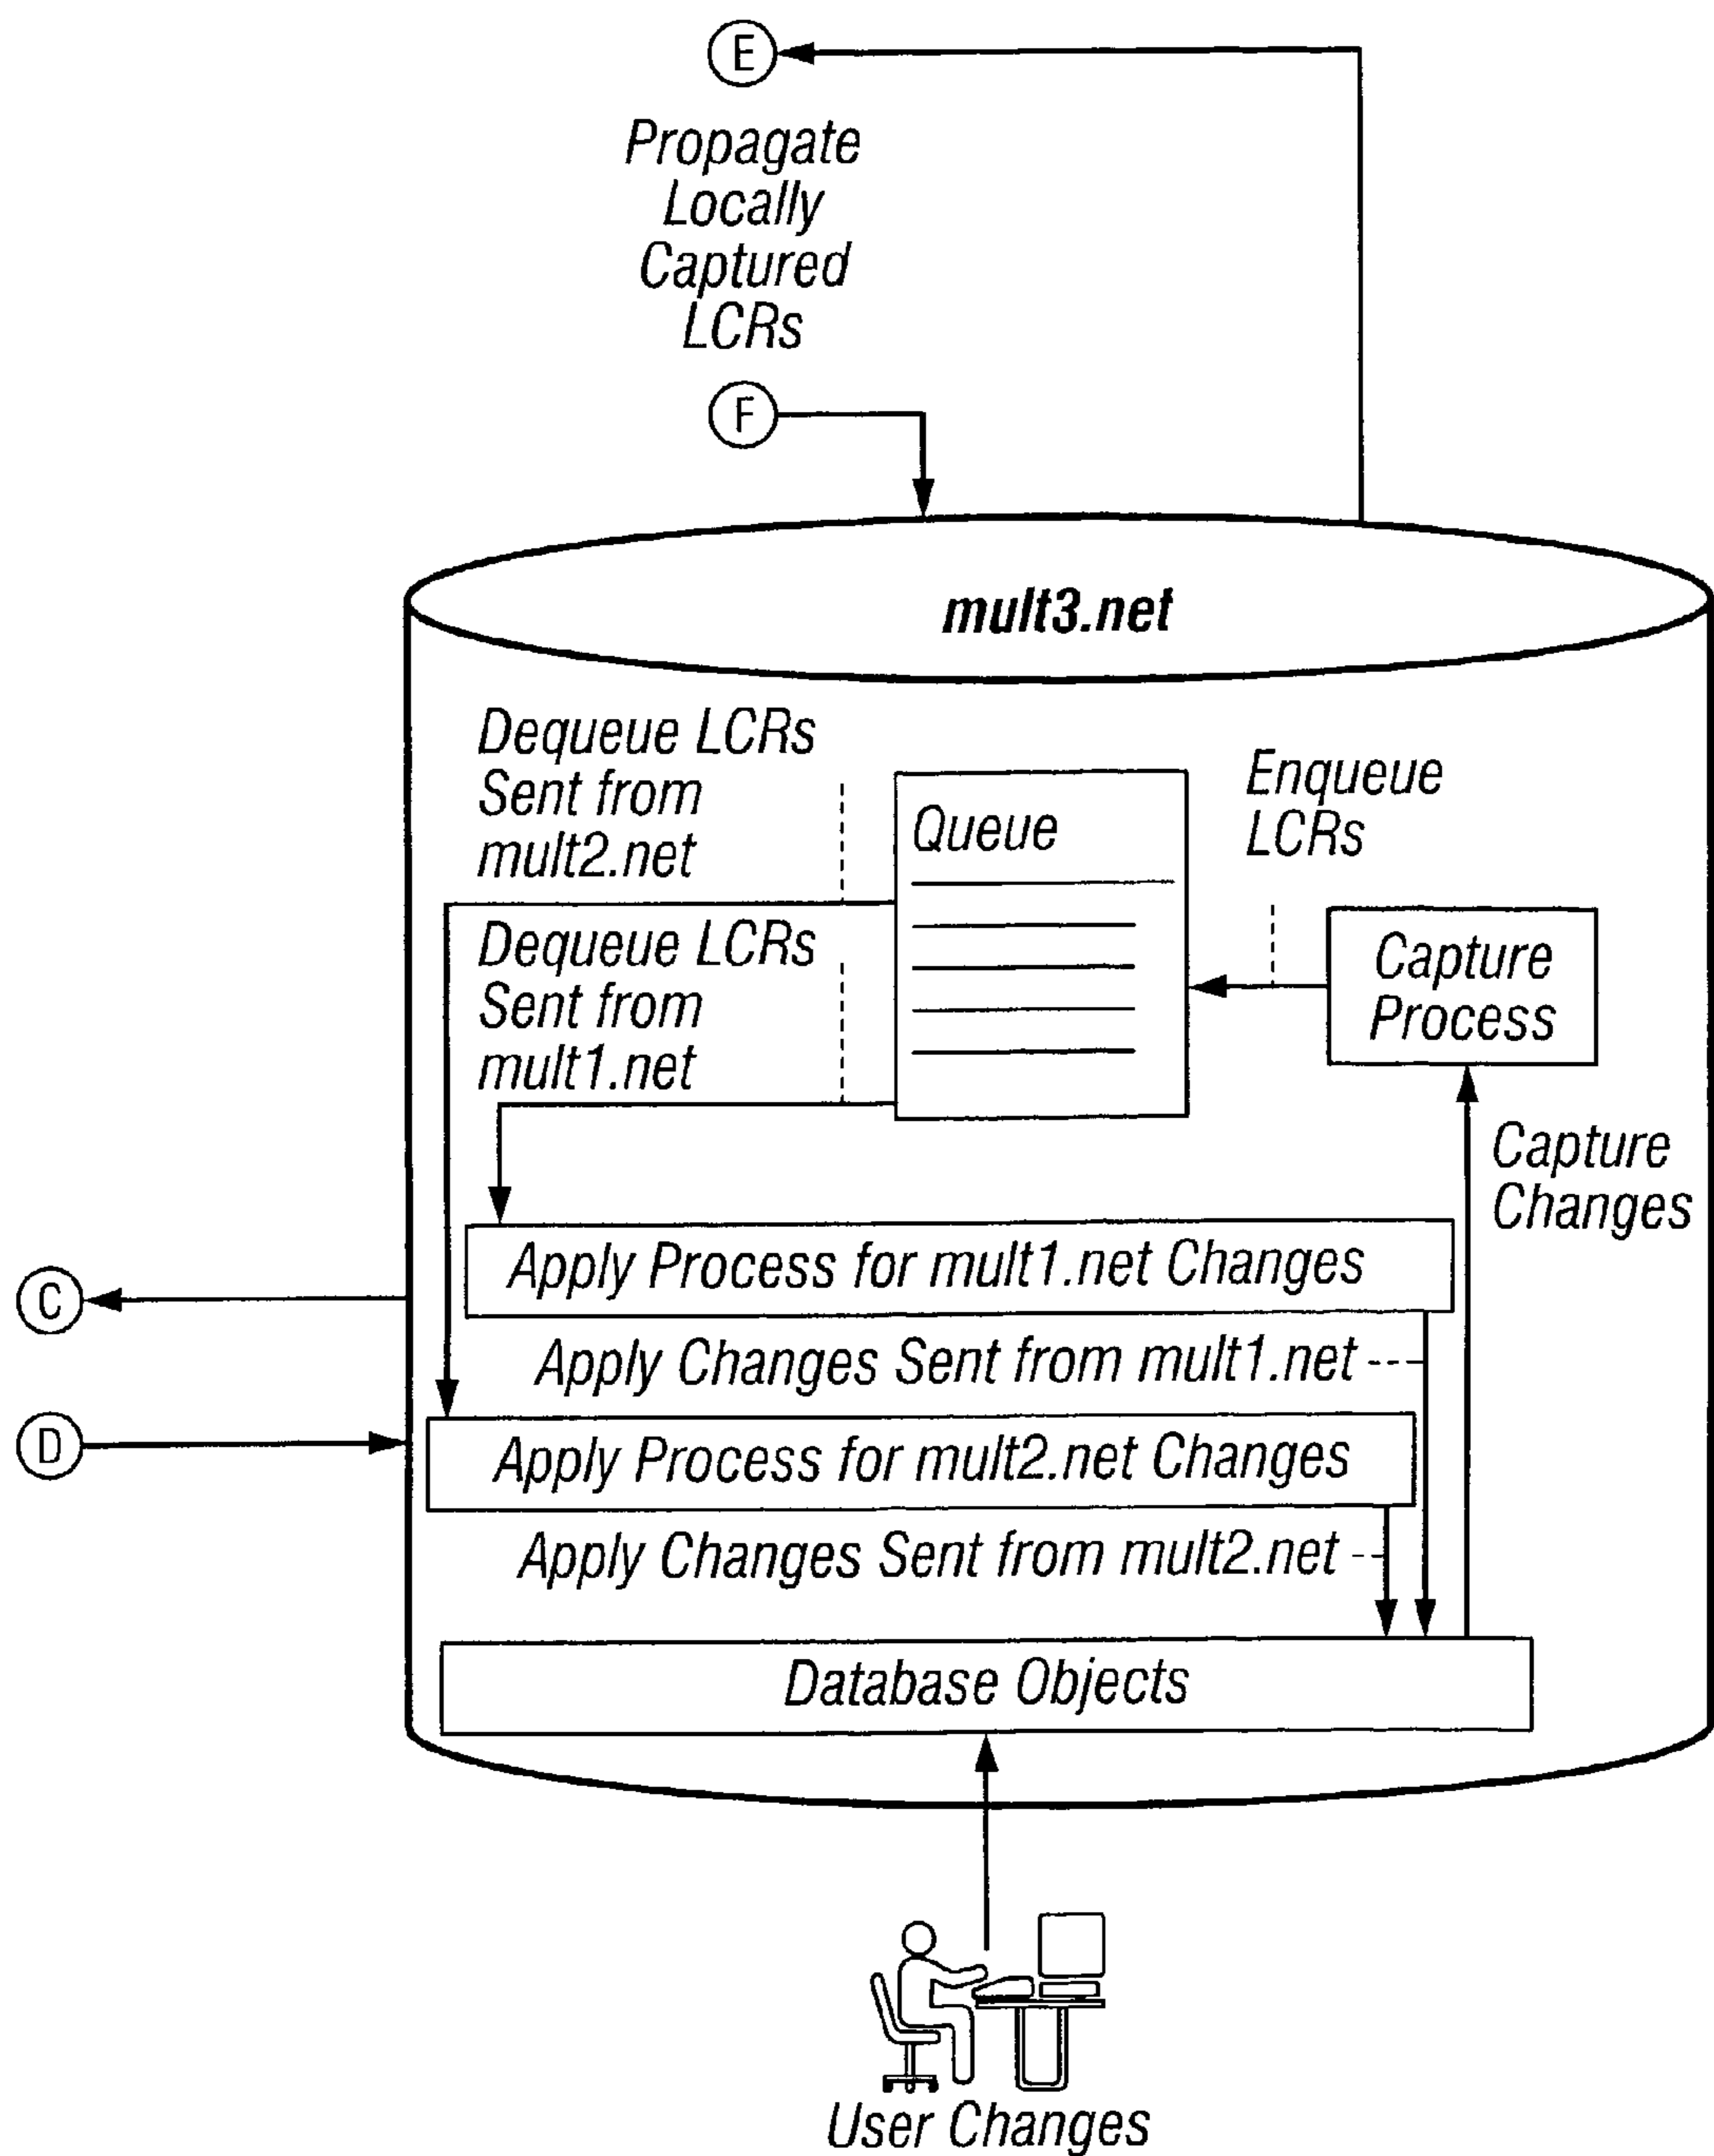 E
Propagate
Locally
Captured
LCRs
F
mult3.net
Dequeue LCRs
Sent from
mult2.net
Queue
Enqueue
LCRs
Dequeue LCRs
Sent from
mult1.net
Capture
Process
Capture
Changes
Apply Process for mult1.net Changes
C
Apply Changes Sent from mult1.net
D
Apply Process for mult2.net Changes
Apply Changes Sent from mult2.net
Database Objects
User Changes